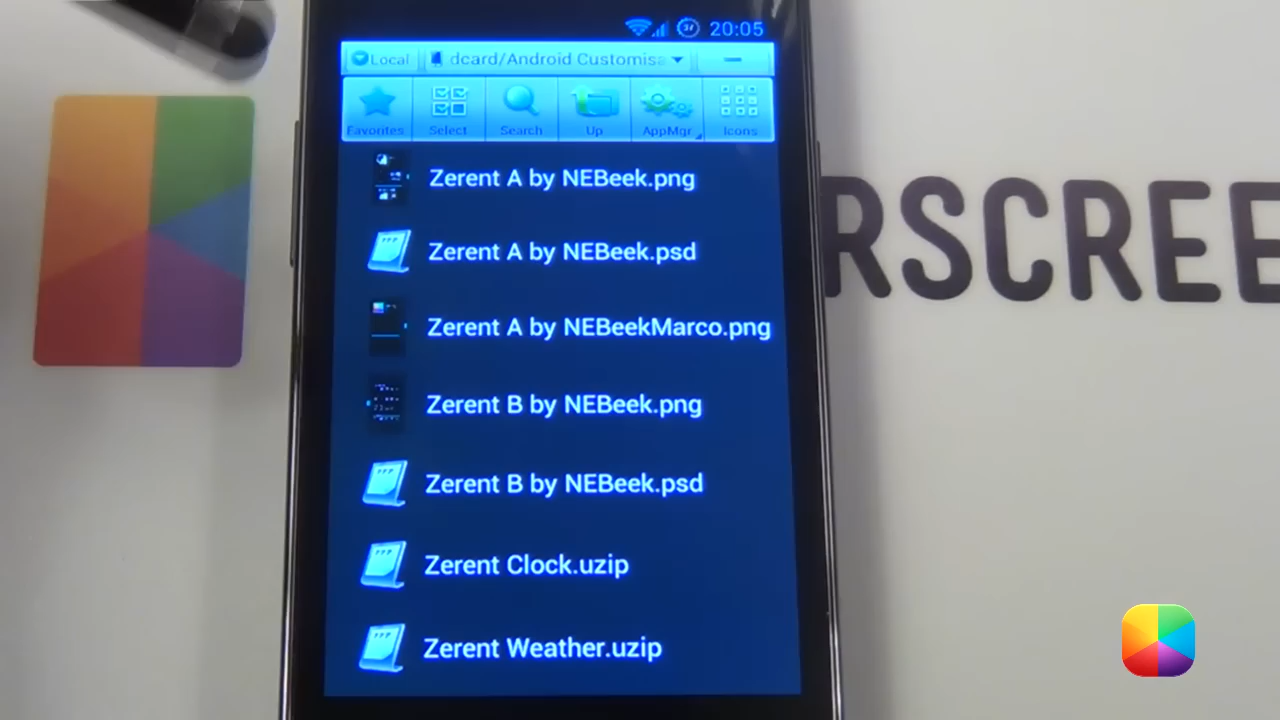 20:05
Local
dcard/Android Customisa
Favorites Select Search Up AppMgr Icons
Zerent A by NEBeek.png
Zerent A by NEBeek.psd
Zerent A by NEBeekMarco.png
Zerent B by NEBeek.png
Zerent B by NEBeek.psd
Zerent Clock.uzip
Zerent Weather.uzip
RSCREE